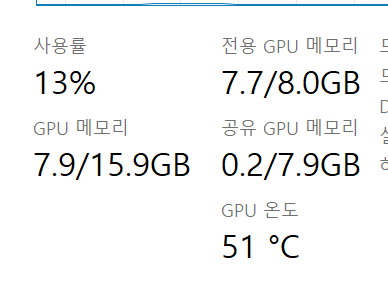 사용률
전용 GPU 메모리
13%
7.7/8.0GB
GPU 메모리
공유 GPU 메모리
7.9/15.9GB
0.2/7.9GB
GPU 온도
51 °C